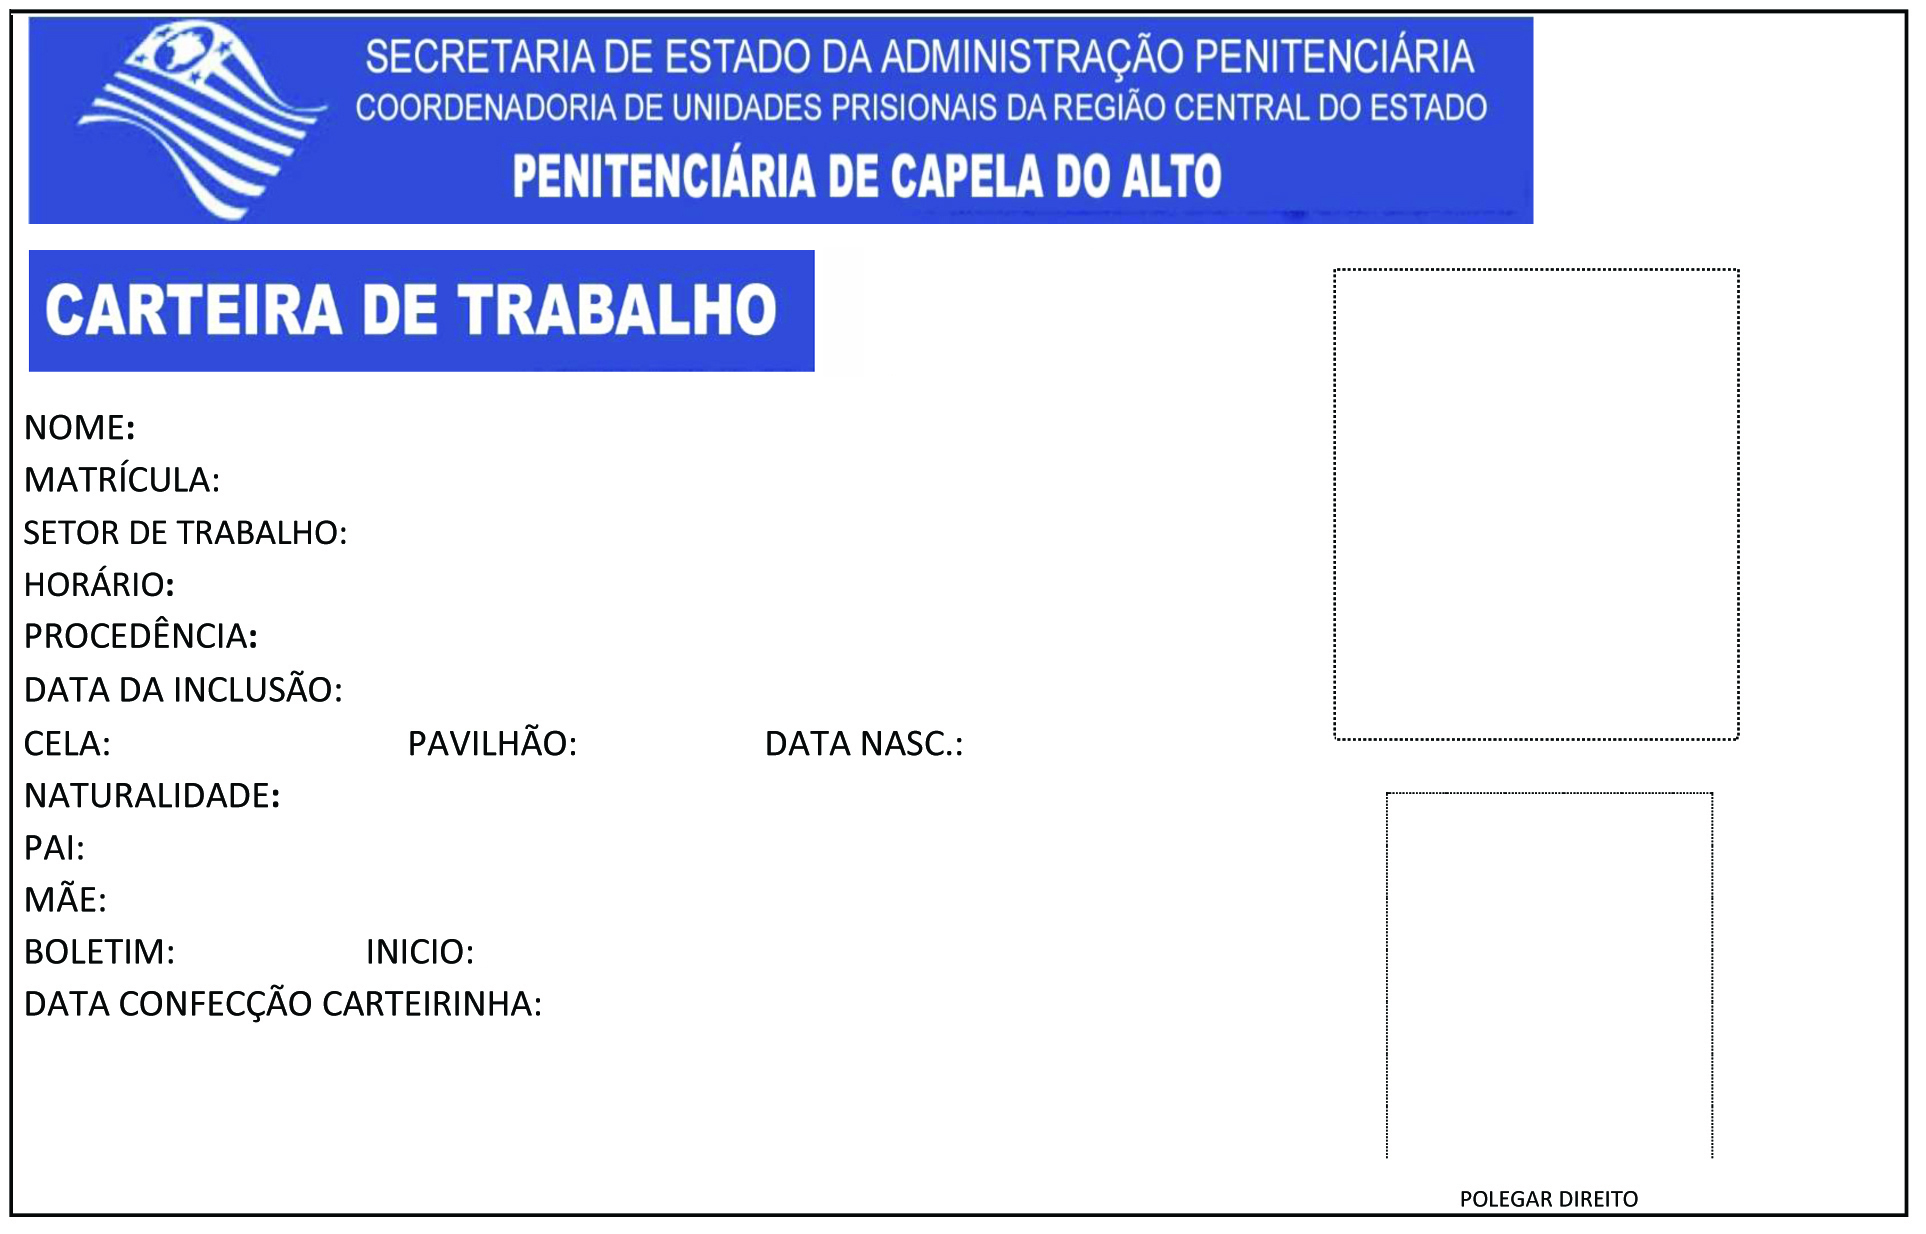 SECRETARIA DE ESTADO DA ADMINISTRAÇÃO PENITENCIÁRIA
COORDENADORIA DE UNIDADES PRISIONAIS DA REGIÃO CENTRAL DO ESTADO
PENITENCIÁRIA DE CAPELA DO ALTO
CARTEIRA DE TRABALHO
NOME:
MATRÍCULA:
SETOR DE TRABALHO:
HORÁRIO:
PROCEDÊNCIA:
DATA DA INCLUSÃO:
CELA: PAVILHÃO: DATA NASC.:
NATURALIDADE:
PAI:
MÃE:
BOLETIM: INICIO:
DATA CONFECÇÃO CARTEIRINHA:
POLEGAR DIREITO